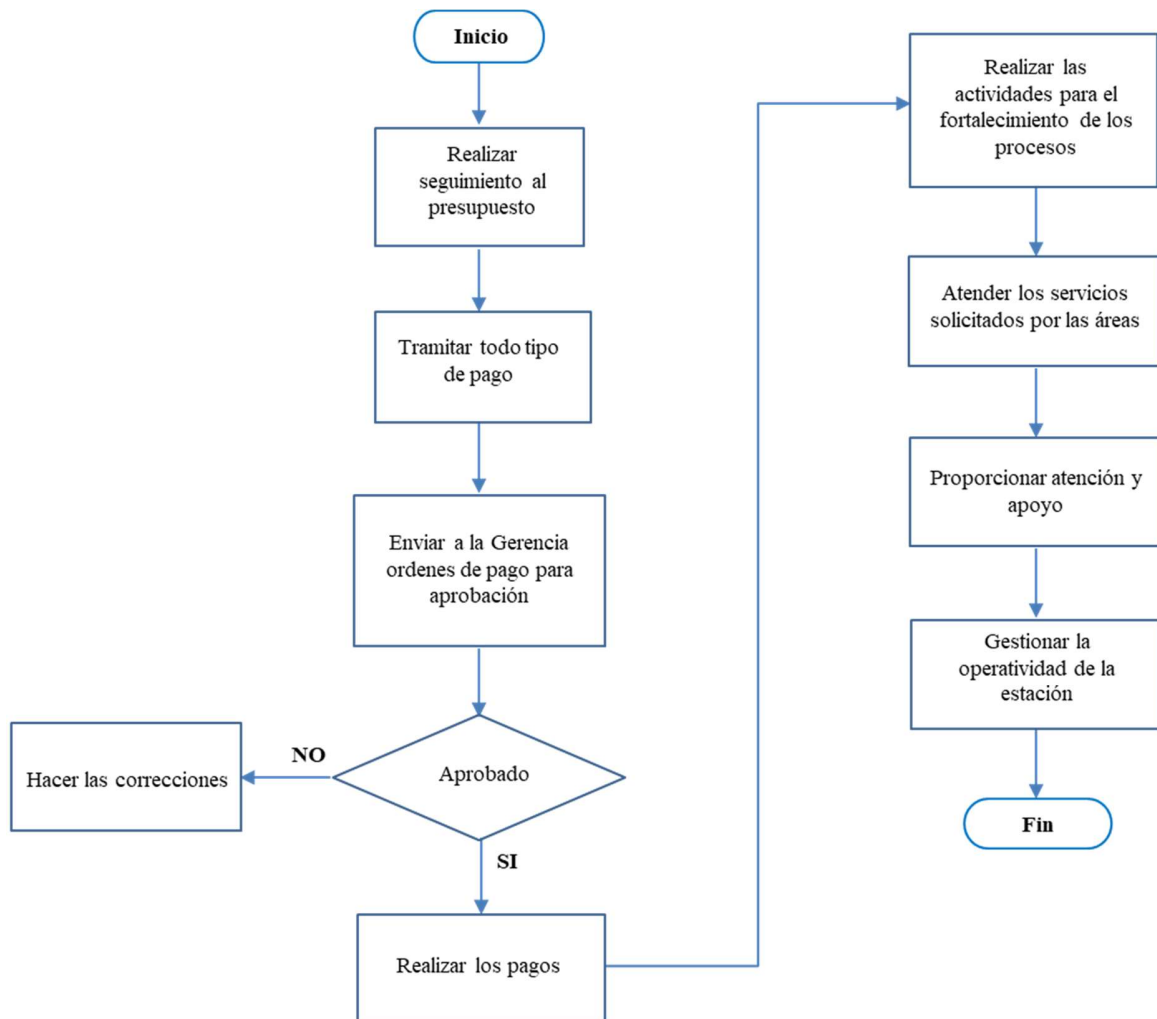 Inicio
Realizar
seguimiento al
presupuesto
Tramitar todo tipo
de pago
Enviar a la Gerencia
ordenes de pago para
aprobación
Aprobado
NO
Hacer las correcciones
SI
Realizar los pagos
Realizar las
actividades para el
fortalecimiento de los
procesos
Atender los servicios
solicitados por las áreas
Proporcionar atención y
apoyo
Gestionar la
operatividad de la
estación
Fin